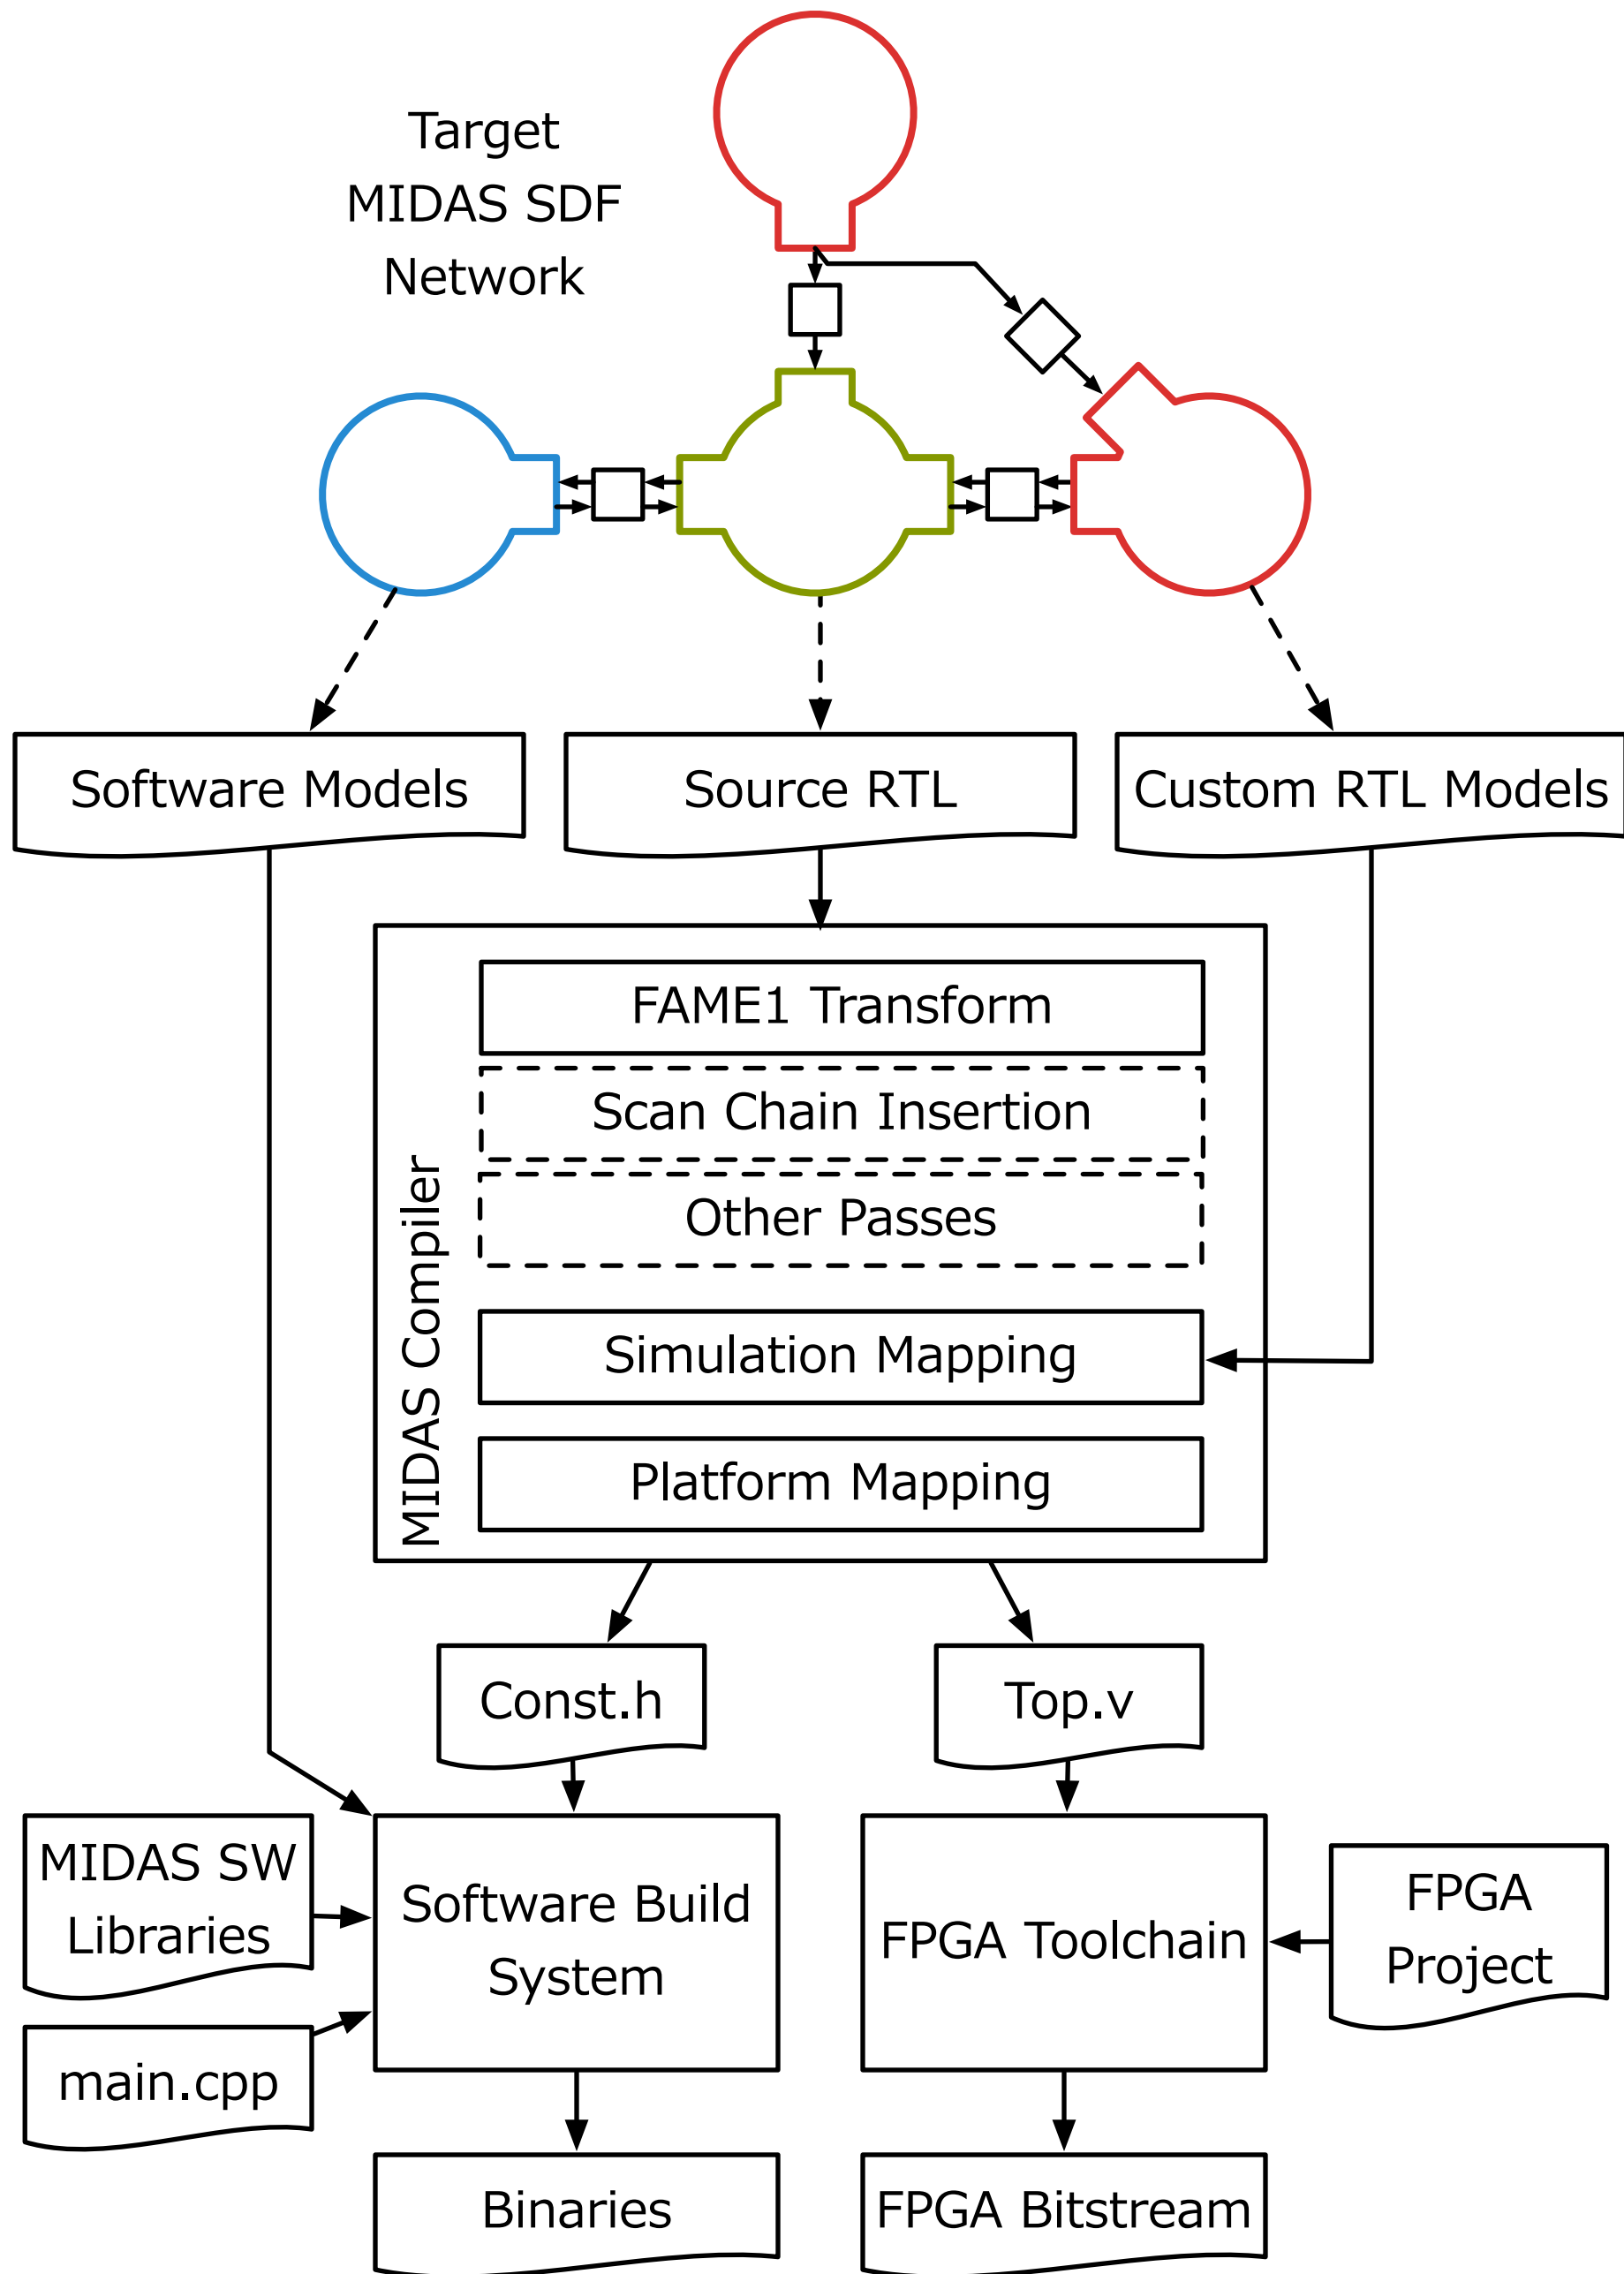 Target
MIDAS SDF
Network
Software Models
Source RTL
Custom RTL Models
MIDAS Compiler
FAME1 Transform
Scan Chain Insertion
Other Passes
Simulation Mapping
Platform Mapping
Const.h
Top.v
MIDAS SW
Libraries
main.cpp
Software Build
System
FPGA Toolchain
FPGA
Project
Binaries
FPGA Bitstream